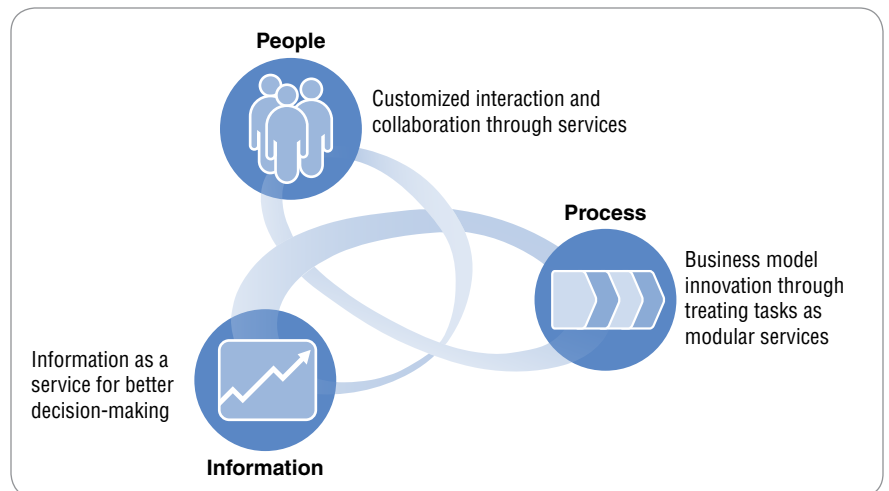 People
Customized interaction and
collaboration through services
Process
Business model
innovation through
treating tasks as
modular services
Information as a
service for better
decision-making
Information